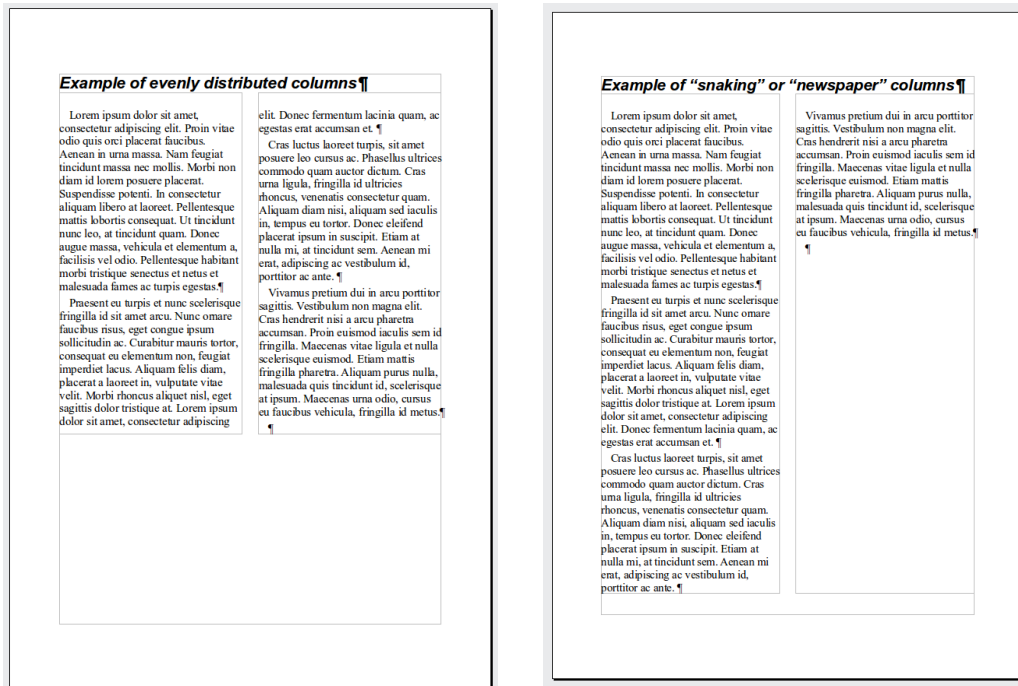 Example of evenly distributed columns¶
Lorem ipsum dolor sit amet,
consectetur adipiscing elit. Proin vitae
odio quis orci placerat faucibus.
Aenean in urna massa. Nam feugiat
tincidunt massa nec mollis. Morbi non
diam id lorem posuere placerat.
Suspendisse potenti. In consectetur
aliquam libero at laoreet. Pellentesque
mattis lobortis consequat. Ut tincidunt
nunc leo, at tincidunt quam. Donec
augue massa, vehicula et elementum a,
facilisis vel odio. Pellentesque habitant
morbi tristique senectus et netus et
malesuada fames ac turpis egestas.¶
Praesent eu turpis et nunc scelerisque
fringilla id sit amet arcu. Nunc ornare
faucibus risus, eget congue ipsum
sollicitudin ac. Curabitur mauris tortor,
consequat eu elementum non, feugiat
imperdiet lacus. Aliquam felis diam,
placerat a laoreet in, vulputate vitae
velit. Morbi rhoncus aliquet nisl, eget
sagittis dolor tristique at. Lorem ipsum
dolor sit amet, consectetur adipiscing
elit. Donec fermentum lacinia quam, ac
egestas erat accumsan et. ¶
Cras luctus laoreet turpis, sit amet
posuere leo cursus ac. Phasellus ultrices
commodo quam auctor dictum. Cras
urna ligula, fringilla id ultricies
rhoncus, venenatis consectetur quam.
Aliquam diam nisi, aliquam sed iaculis
in, tempus eu tortor. Donec eleifend
placerat ipsum in suscipit. Etiam at
nulla mi, at tincidunt sem. Aenean mi
erat, adipiscing ac vestibulum id,
porttitor ac ante. ¶
Vivamus pretium dui in arcu porttitor
sagittis. Vestibulum non magna elit.
Cras hendrerit nisi a arcu pharetra
accumsan. Proin euismod iaculis sem id
fringilla. Maecenas vitae ligula et nulla
scelerisque euismod. Etiam mattis
fringilla pharetra. Aliquam purus nulla,
malesuada quis tincidunt id, scelerisque
at ipsum. Maecenas urna odio, cursus
eu faucibus vehicula, fringilla id metus.¶
¶
Example of “snaking” or “newspaper” columns¶
Lorem ipsum dolor sit amet,
consectetur adipiscing elit. Proin vitae
odio quis orci placerat faucibus.
Aenean in urna massa. Nam feugiat
tincidunt massa nec mollis. Morbi non
diam id lorem posuere placerat.
Suspendisse potenti. In consectetur
aliquam libero at laoreet. Pellentesque
mattis lobortis consequat. Ut tincidunt
nunc leo, at tincidunt quam. Donec
augue massa, vehicula et elementum a,
facilisis vel odio. Pellentesque habitant
morbi tristique senectus et netus et
malesuada fames ac turpis egestas.¶
Praesent eu turpis et nunc scelerisque
fringilla id sit amet arcu. Nunc ornare
faucibus risus, eget congue ipsum
sollicitudin ac. Curabitur mauris tortor,
consequat eu elementum non, feugiat
imperdiet lacus. Aliquam felis diam,
placerat a laoreet in, vulputate vitae
velit. Morbi rhoncus aliquet nisl, eget
sagittis dolor tristique at. Lorem ipsum
dolor sit amet, consectetur adipiscing
elit. Donec fermentum lacinia quam, ac
egestas erat accumsan et. ¶
Cras luctus laoreet turpis, sit amet
posuere leo cursus ac. Phasellus ultrices
commodo quam auctor dictum. Cras
urna ligula, fringilla id ultricies
rhoncus, venenatis consectetur quam.
Aliquam diam nisi, aliquam sed iaculis
in, tempus eu tortor. Donec eleifend
placerat ipsum in suscipit. Etiam at
nulla mi, at tincidunt sem. Aenean mi
erat, adipiscing ac vestibulum id,
porttitor ac ante. ¶
Vivamus pretium dui in arcu porttitor
sagittis. Vestibulum non magna elit.
Cras hendrerit nisi a arcu pharetra
accumsan. Proin euismod iaculis sem id
fringilla. Maecenas vitae ligula et nulla
scelerisque euismod. Etiam mattis
fringilla pharetra. Aliquam purus nulla,
malesuada quis tincidunt id, scelerisque
at ipsum. Maecenas urna odio, cursus
eu faucibus vehicula, fringilla id metus.¶
¶